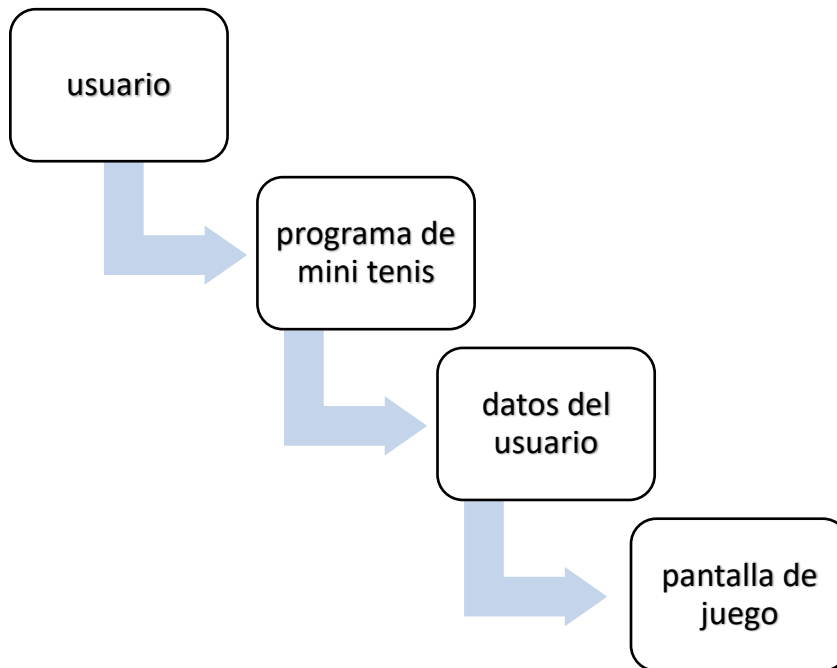 usuario
programa de
mini tenis
datos del
usuario
pantalla de
juego